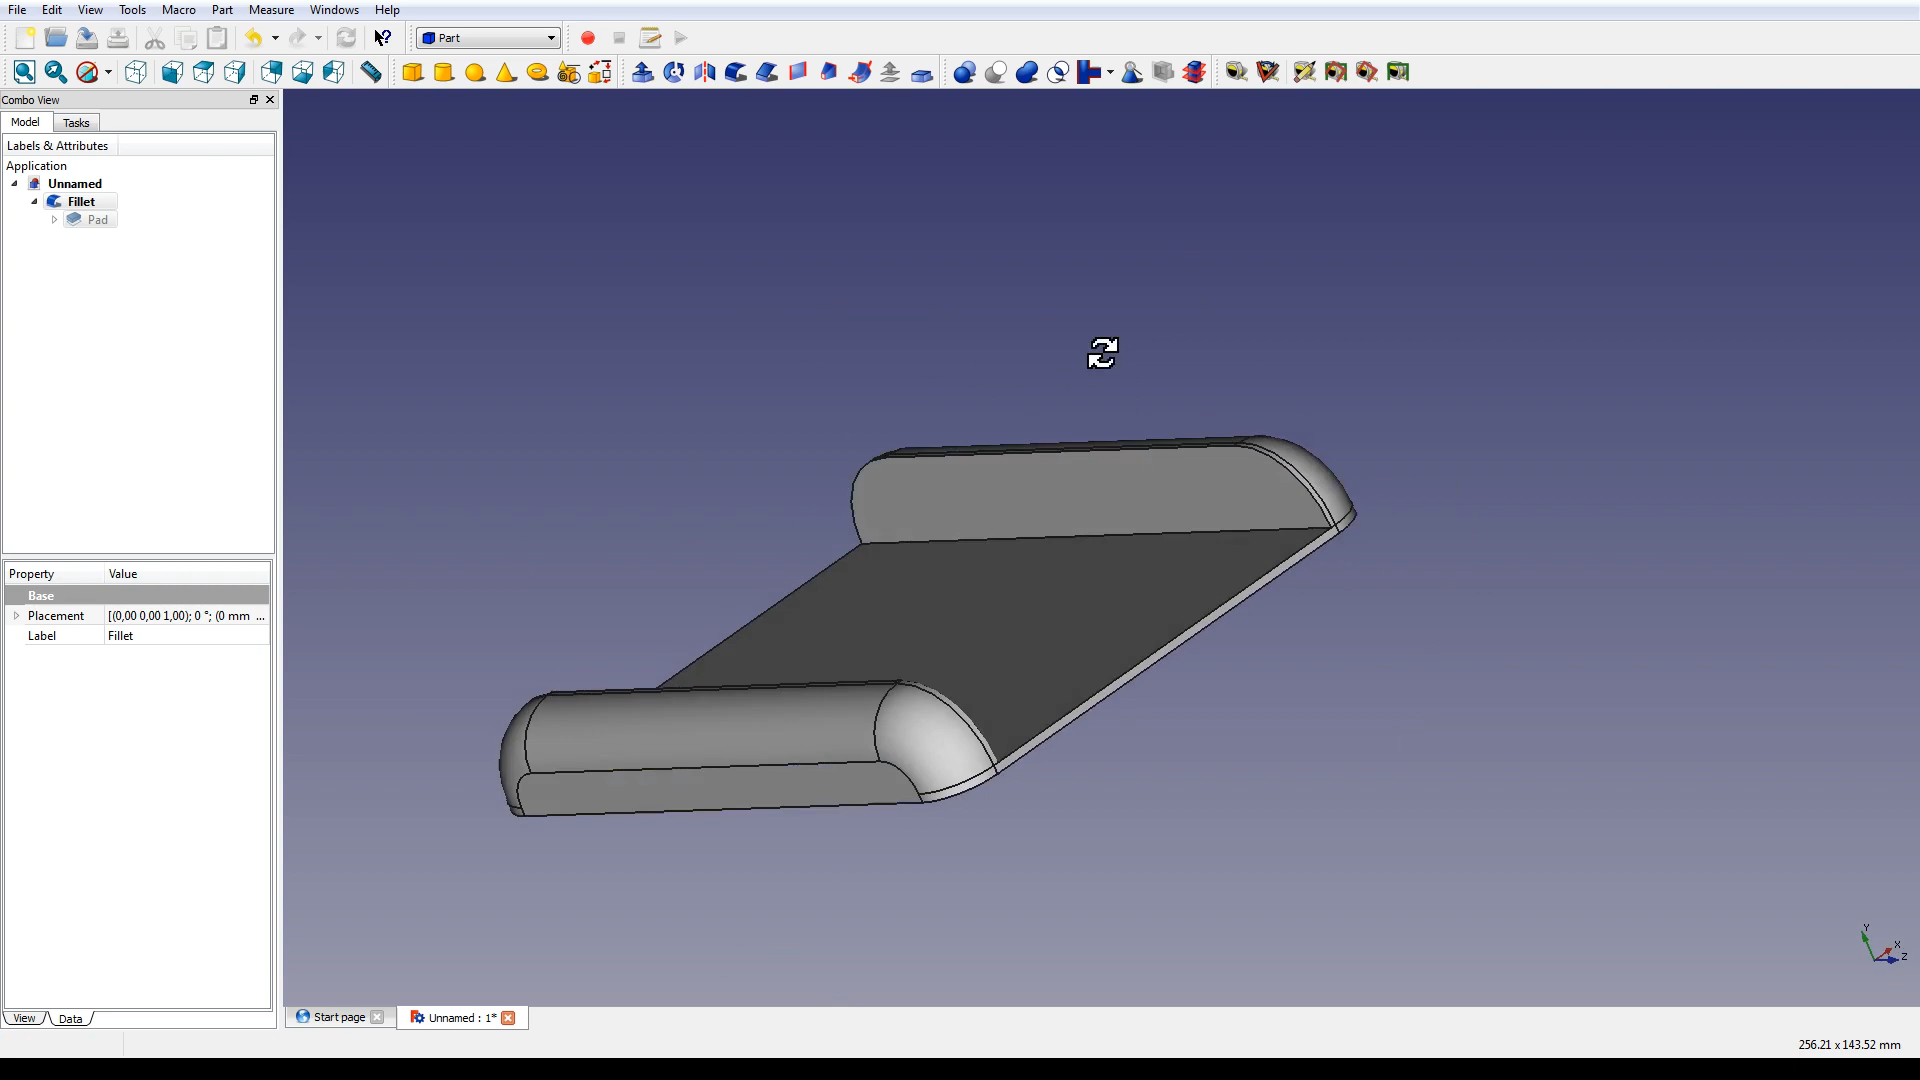 File Edit View Tools Macro Part Measure Windows Help
Part
Combo View
Model Tasks
Labels & Attributes
Application
Unnamed
Fillet
Pad
Property Value
Base
Placement [(0,00 0,00 1,00); 0 °; (0 mm ...
Label Fillet
Y
X
Z
View Data
Start page Unnamed : 1*
256.21 x 143.52 mm